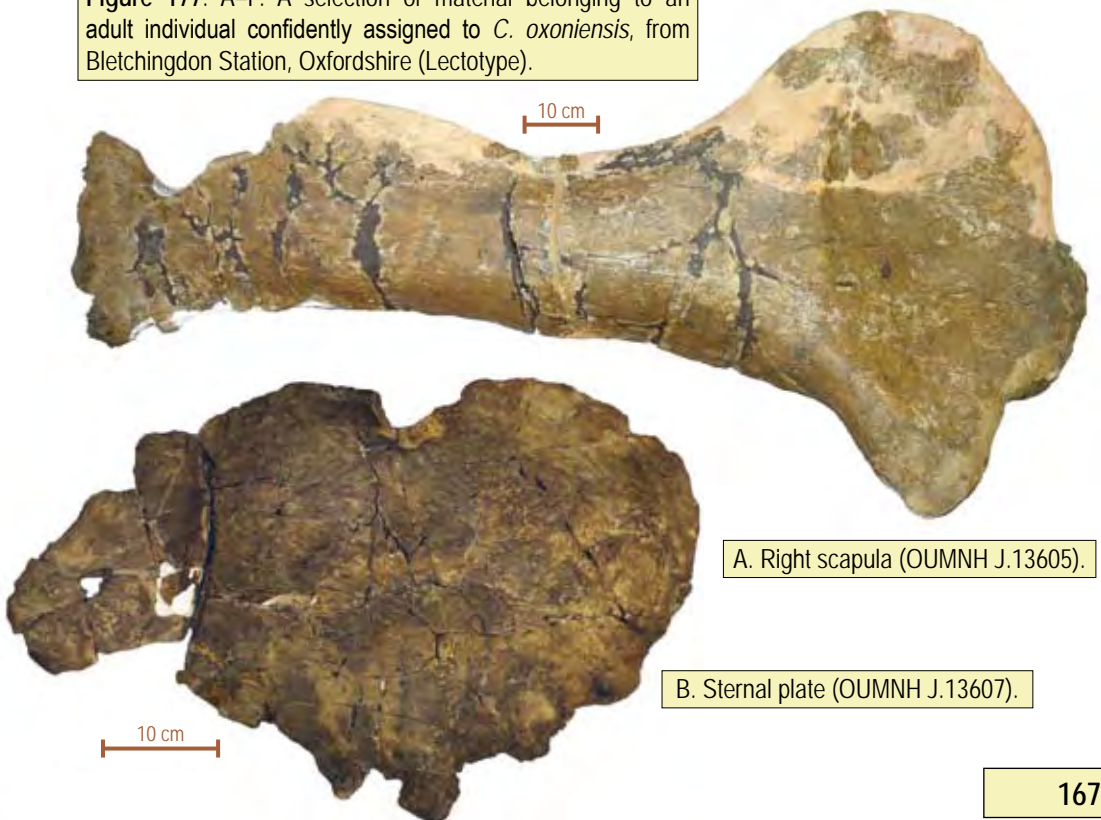 Figure 177. A–F. A selection of material belonging to an
adult individual confidently assigned to C. oxoniensis, from
Bletchingdon Station, Oxfordshire (Lectotype).
10 cm
A. Right scapula (OUMNH J.13605).
B. Sternal plate (OUMNH J.13607).
10 cm
167